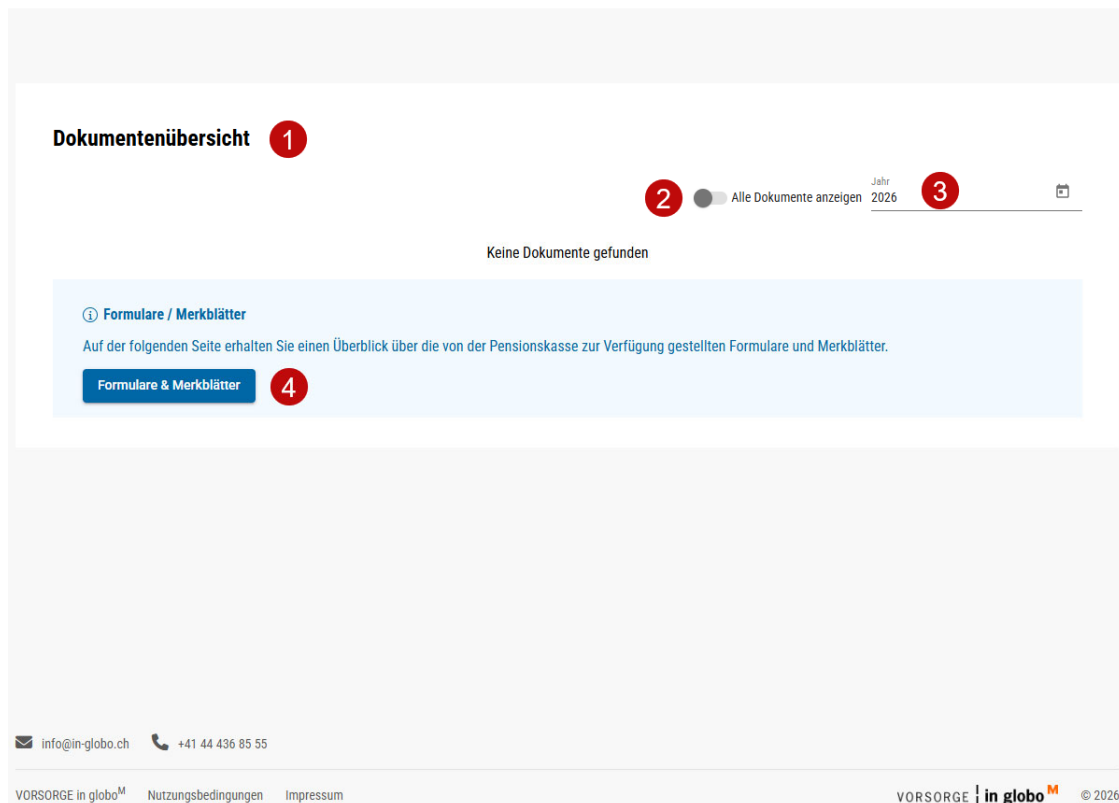 Dokumentenübersicht 1
2 Alle Dokumente anzeigen
Jahr
2026 3
Keine Dokumente gefunden
Formulare / Merkblätter
Auf der folgenden Seite erhalten Sie einen Überblick über die von der Pensionskasse zur Verfügung gestellten Formulare und Merkblätter.
Formulare & Merkblätter 4
info@in-globo.ch +41 44 436 85 55
VORSORGE in globoᴹ Nutzungsbedingungen Impressum VORSORGE in globo M © 2026